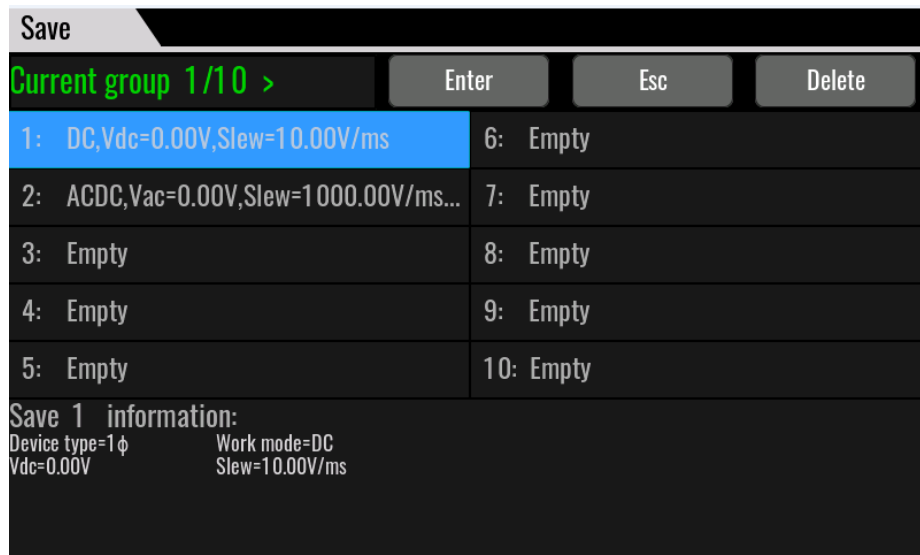 Save
Current group 1/10 > Enter Esc Delete
1: DC,Vdc=0.00V,Slew=10.00V/ms 6: Empty
2: ACDC,Vac=0.00V,Slew=1000.00V/ms... 7: Empty
3: Empty 8: Empty
4: Empty 9: Empty
5: Empty 10: Empty
Save 1 information:
Device type=1ϕ Work mode=DC
Vdc=0.00V Slew=10.00V/ms